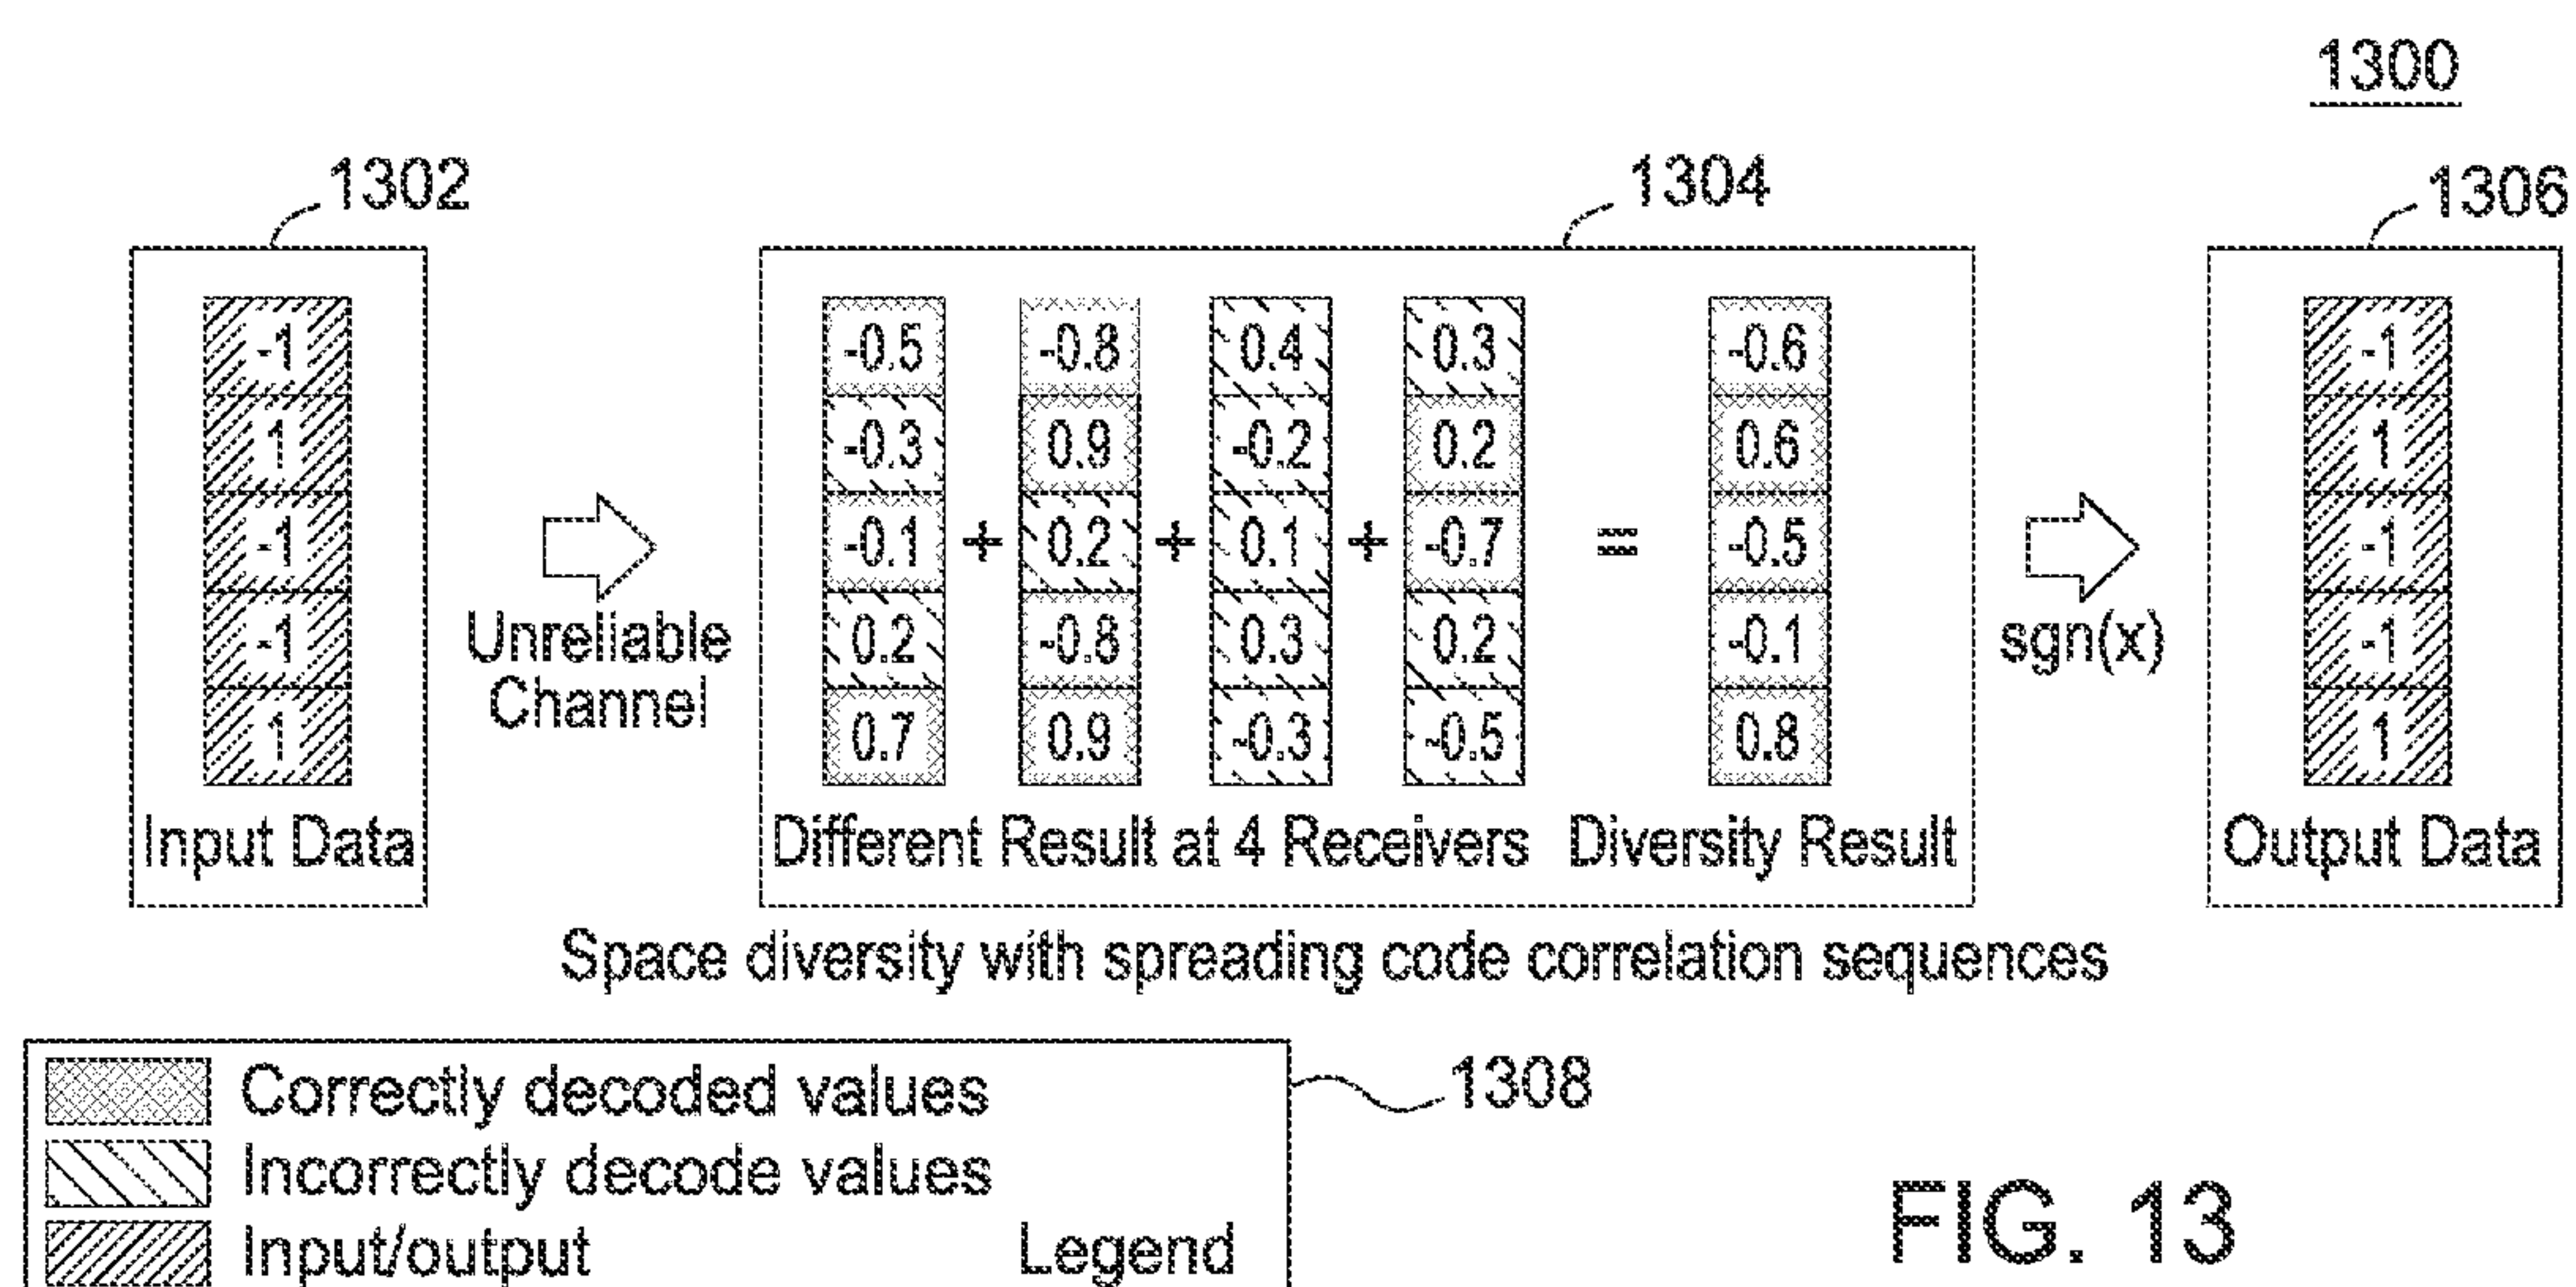 1300
1302
1304
1306
-1 -0.5 -0.8 0.4 0.3 -0.6 -1
1 -0.3 0.9 -0.2 0.2 0.6 1
-1 -0.1 + 0.2 + 0.1 + -0.7 = -0.5 -1
-1 0.2 -0.8 0.3 0.2 -0.1 -1
1 0.7 0.9 -0.3 -0.5 0.8 1
Unreliable
Channel
sgn(x)
Input Data
Different Result at 4 Receivers
Diversity Result
Output Data
Space diversity with spreading code correlation sequences
Correctly decoded values
Incorrectly decode values
Input/output
Legend
1308
FIG. 13